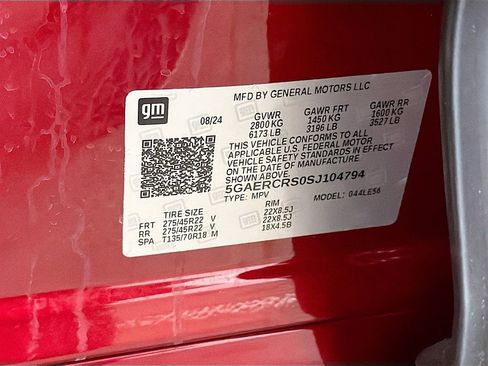 gm
MFD BY GENERAL MOTORS LLC
08/24 GVWR GAWR FRT GAWR RR
2800 KG 1450 KG 1600 KG
6173 LB 3196 LB 3527 LB
THIS VEHICLE CONFORMS TO ALL
APPLICABLE U.S. FEDERAL MOTOR
VEHICLE SAFETY AND THEFT
PREVENTION STANDARDS IN EFFECT
ON THE DATE OF MANUFACTURE
SHOWN ABOVE.
5GAERCRS0SJ104794
TYPE: MPV MODEL:
TIRE SIZE RIM
FRT 275/45R22 V 22X8.5J
RR 275/45R22 V 22X8.5J
SPA T135/70R18 M 18X4.5B